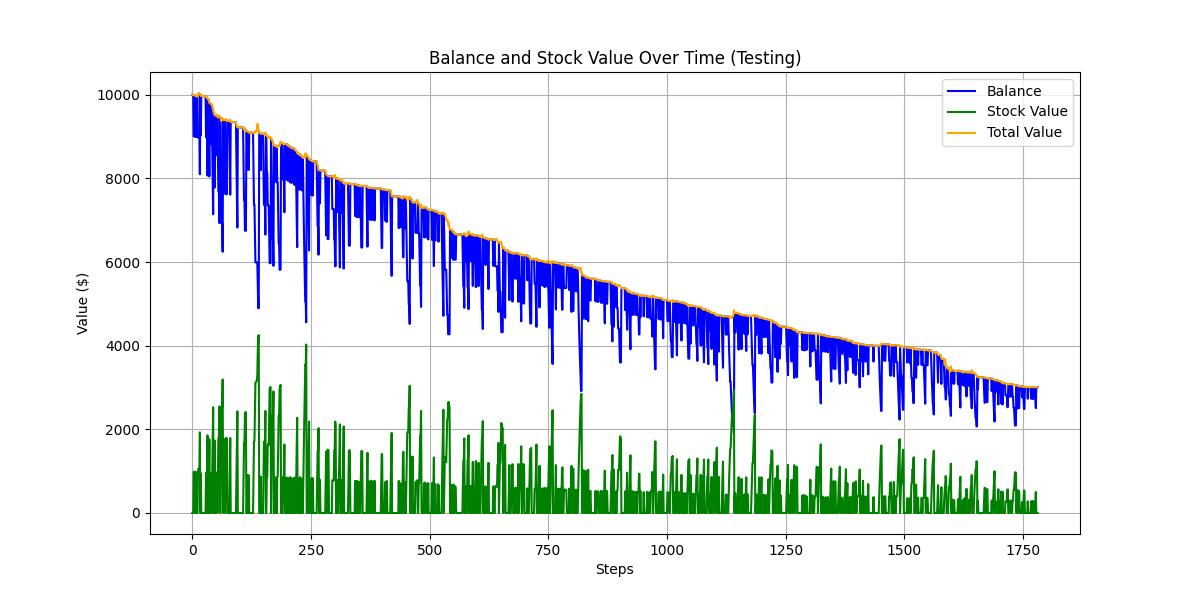 Balance and Stock Value Over Time (Testing)
Balance
Stock Value
Total Value
Value ($)
10000
8000
6000
4000
2000
0
0 250 500 750 1000 1250 1500 1750
Steps